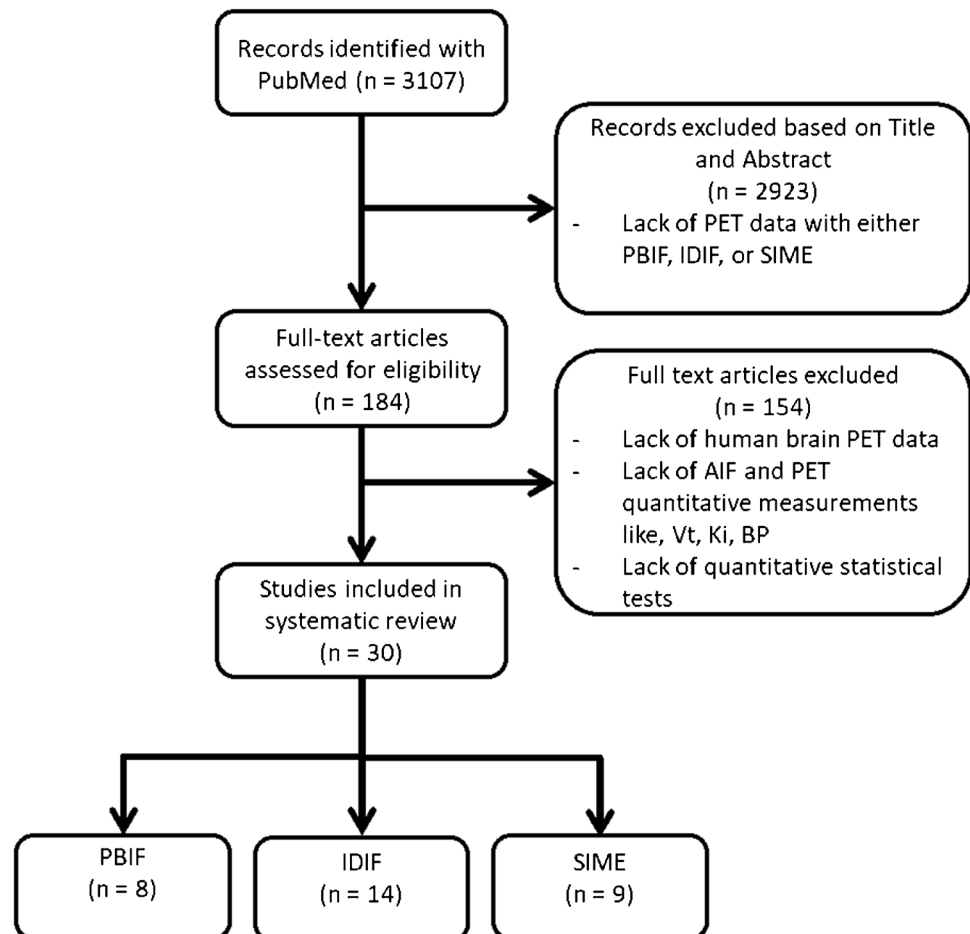 Records identified with
PubMed (n = 3107)
Records excluded based on Title
and Abstract
(n = 2923)
- Lack of PET data with either
PBIF, IDIF, or SIME
Full-text articles
assessed for eligibility
(n = 184)
Full text articles excluded
(n = 154)
- Lack of human brain PET data
- Lack of AIF and PET
quantitative measurements
like, Vt, Ki, BP
- Lack of quantitative statistical
tests
Studies included in
systematic review
(n = 30)
PBIF
(n = 8)
IDIF
(n = 14)
SIME
(n = 9)